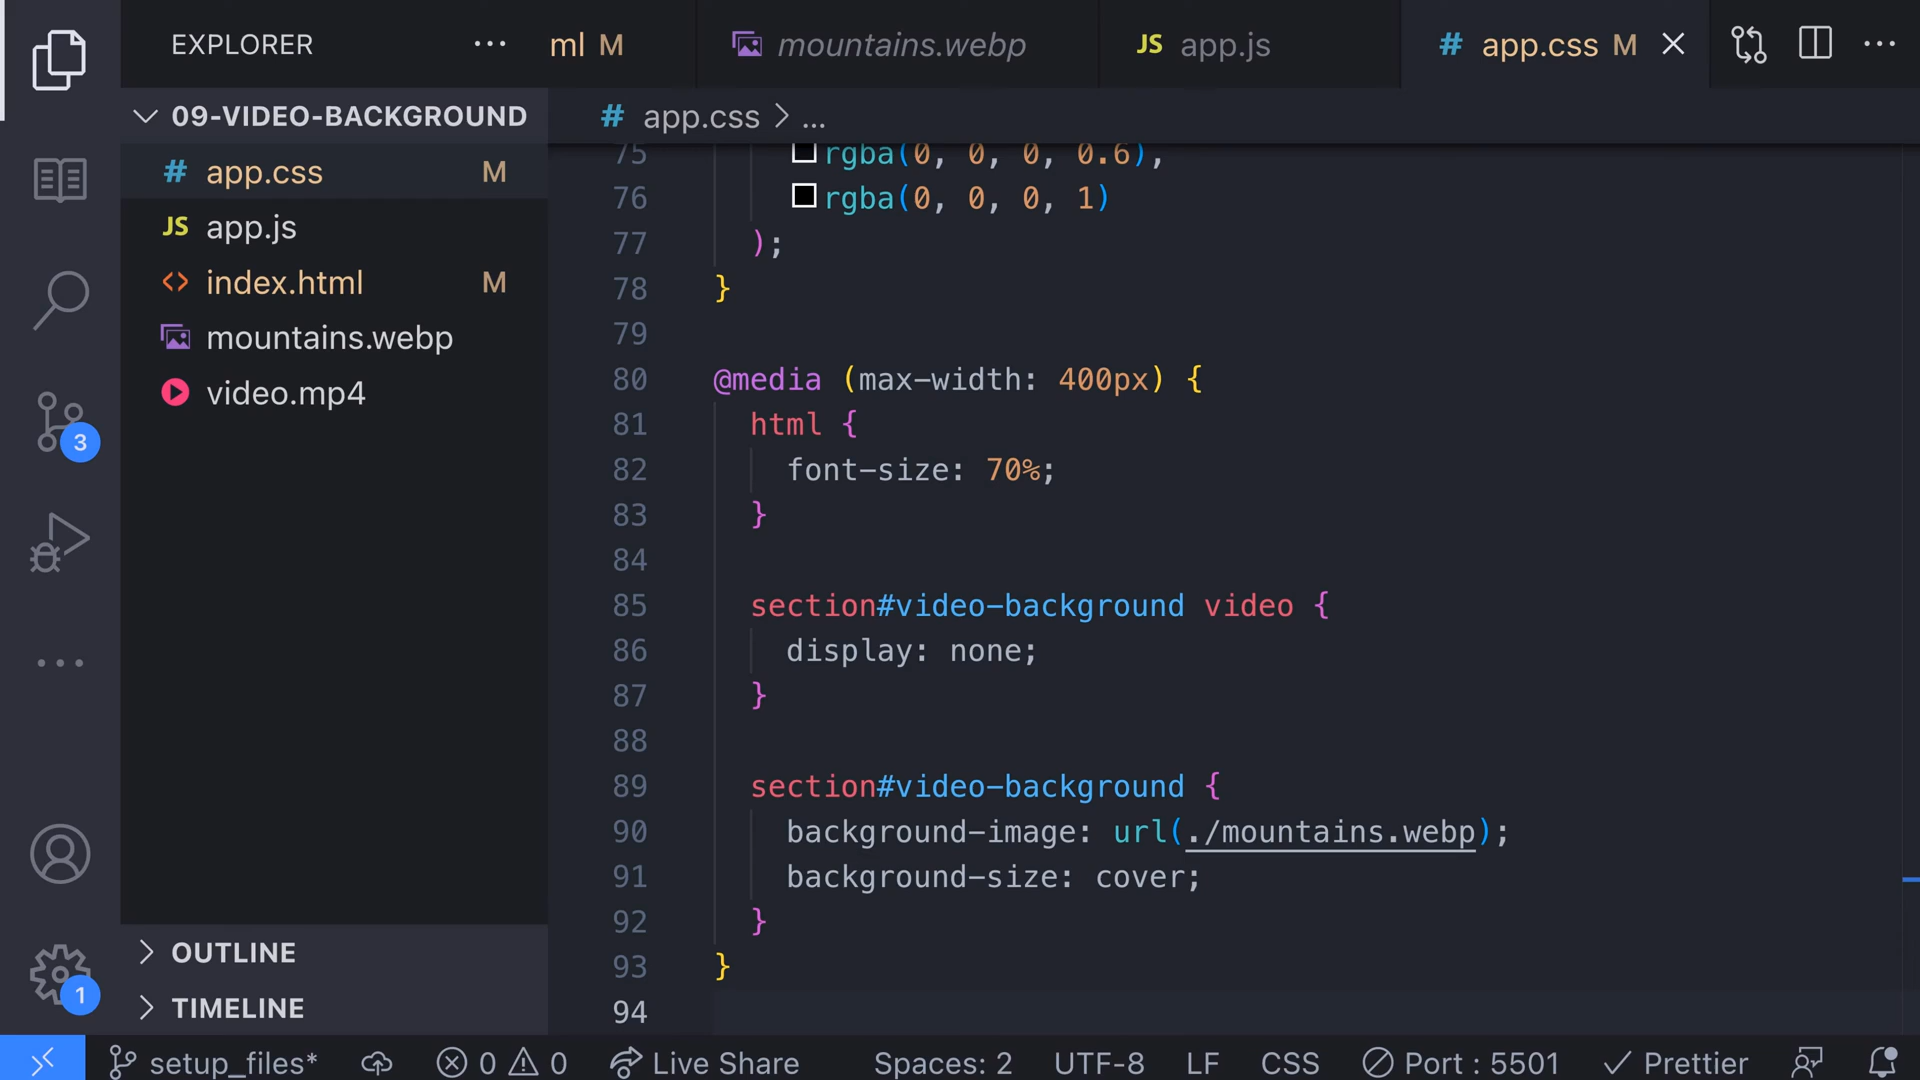 EXPLORER
ml M
mountains.webp
JS app.js
# app.css M
09-VIDEO-BACKGROUND
# app.css > ...
# app.css M
JS app.js
<> index.html M
mountains.webp
video.mp4
3
1
OUTLINE
TIMELINE
75 rgba(0, 0, 0, 0.6),
76 rgba(0, 0, 0, 1)
77 );
78 }
79
80 @media (max-width: 400px) {
81 html {
82 font-size: 70%;
83 }
84
85 section#video-background video {
86 display: none;
87 }
88
89 section#video-background {
90 background-image: url(./mountains.webp);
91 background-size: cover;
92 }
93 }
94
setup_files* 0 0 Live Share Spaces: 2 UTF-8 LF CSS Port : 5501 Prettier